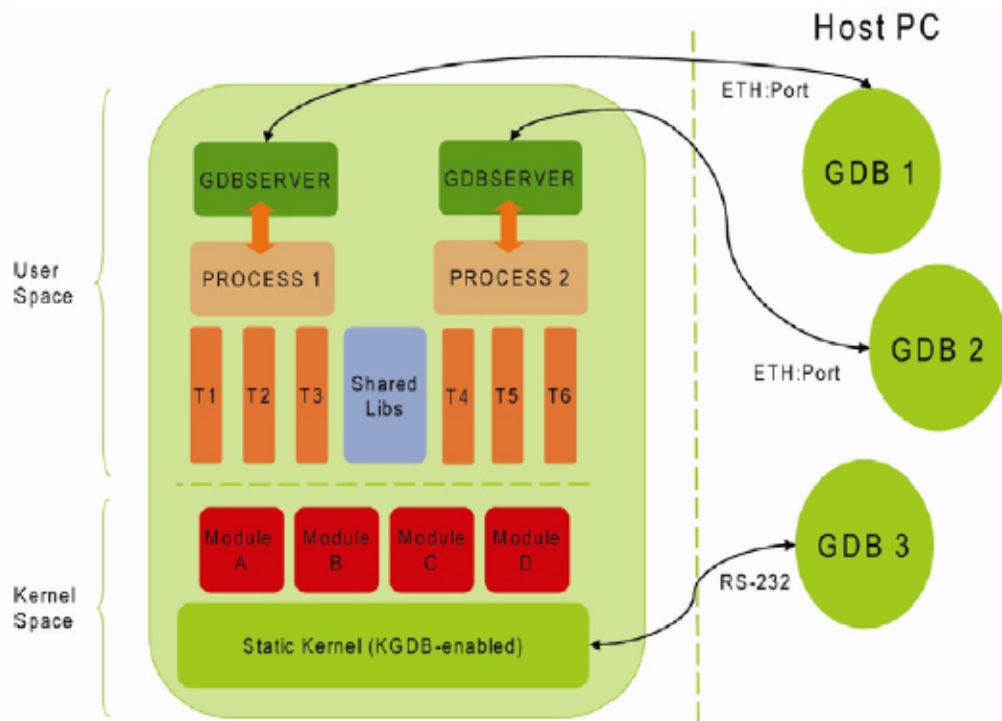 Host PC
ETH:Port
GDB 1
GDBSERVER
GDBSERVER
User
Space
PROCESS 1
PROCESS 2
GDB 2
ETH:Port
T1
T2
T3
Shared
Libs
T4
T5
T6
Module
A
Module
B
Module
C
Module
D
GDB 3
RS-232
Kernel
Space
Static Kernel (KGDB-enabled)